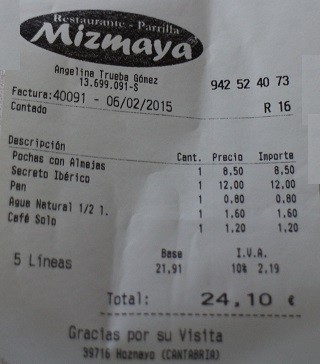 Restaurante - Parrilla
Mizmaya
Angelina Trueba Gómez
13.699.091-S
942 52 40 73
Factura:40091 - 06/02/2015
R 16
Contado
Descripción Cant. Precio Importe
Pochas con Almejas 1 8.50 8.50
Secreto Ibérico 1 12.00 12.00
Pan 1 0.80 0.80
Agua Natural 1/2 l. 1 1.60 1.60
Café Solo 1 1.20 1.20
Base I.V.A.
5 Líneas 21.91 10% 2.19
Total: 24,10 €
Gracias por su Visita
39716 Hoznayo (CANTABRIA)